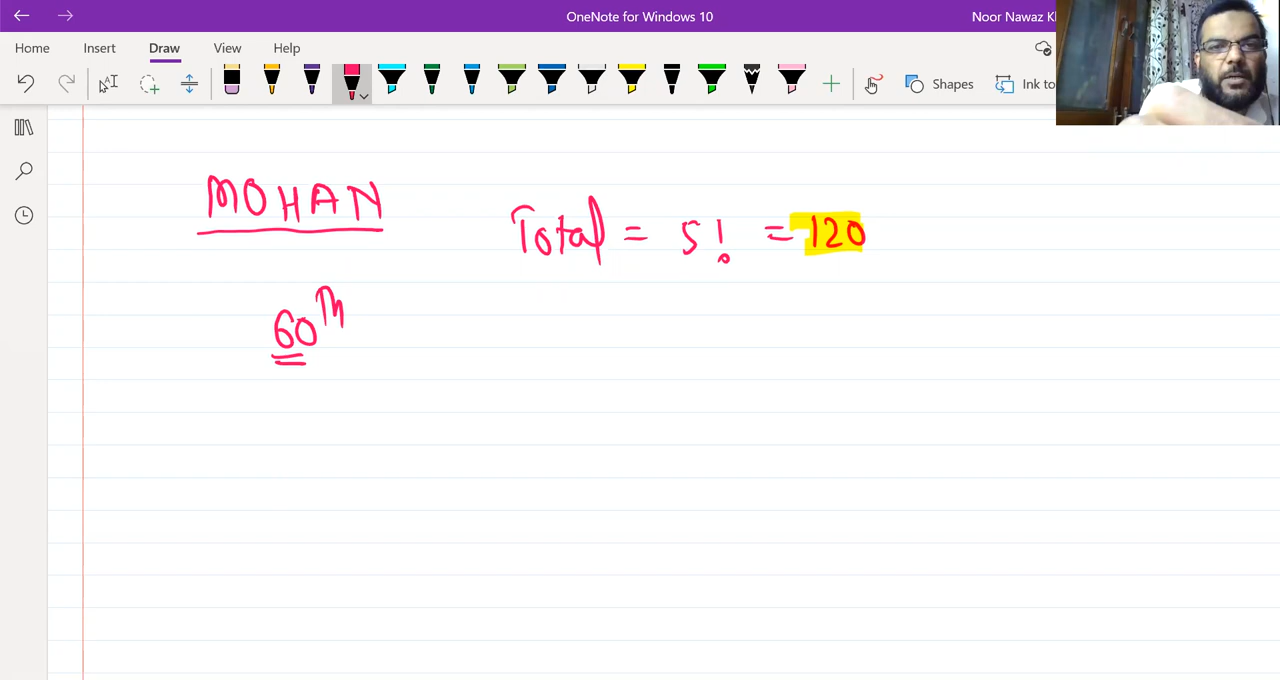 OneNote for Windows 10
Noor Nawaz Kh
Home Insert Draw View Help
Shapes
Ink to
MOHAN
Total = 5! = 120
60th